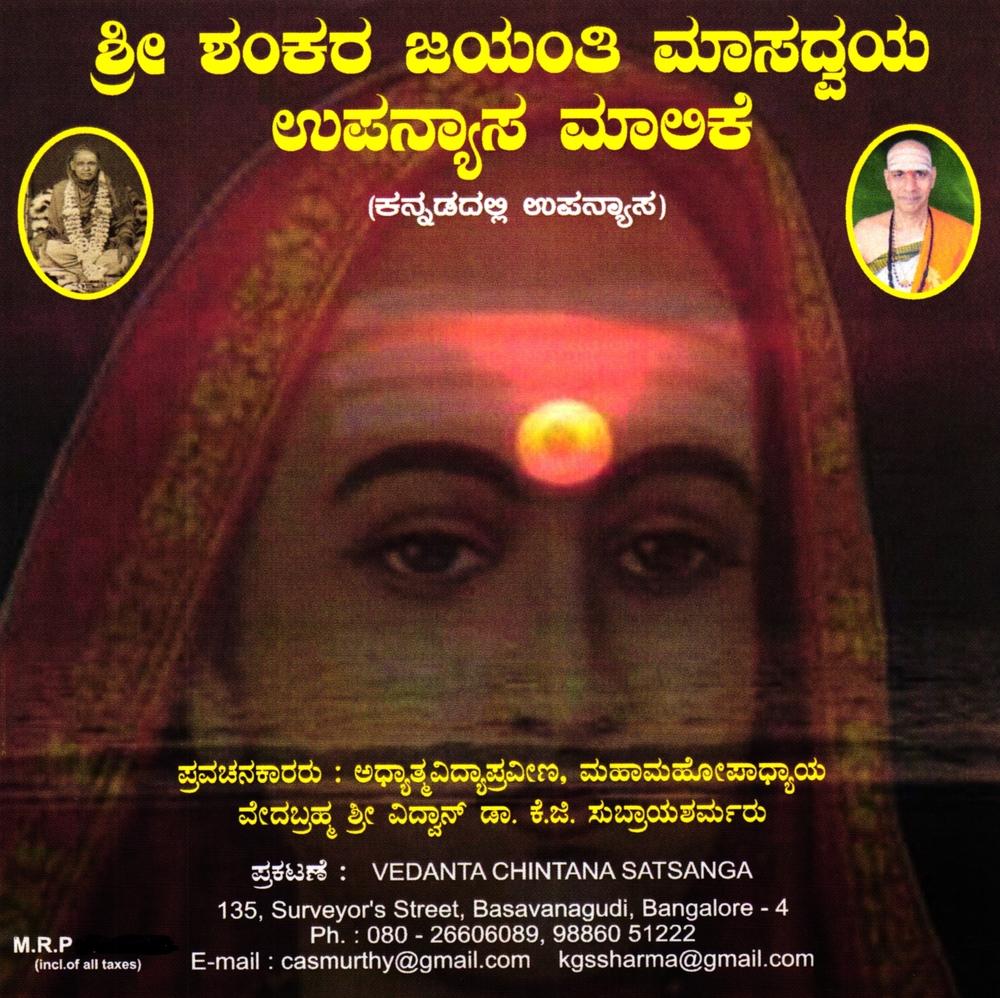 ಶ್ರೀ ಶಂಕರ ಜಯಂತಿ ಮಾಸದ್ವಯ
ಉಪನ್ಯಾಸ ಮಾಲಿಕೆ
(ಕನ್ನಡದಲ್ಲಿ ಉಪನ್ಯಾಸ)
ಪ್ರವಚನಕಾರರು : ಅಧ್ಯಾತ್ಮವಿದ್ಯಾಪ್ರವೀಣ, ಮಹಾಮಹೋಪಾಧ್ಯಾಯ
ವೇದಬ್ರಹ್ಮ ಶ್ರೀ ವಿದ್ವಾನ್ ಡಾ. ಕೆ.ಜಿ. ಸುಬ್ರಾಯಶರ್ಮರು
ಪ್ರಕಟಣೆ : VEDANTA CHINTANA SATSANGA
135, Surveyor's Street, Basavanagudi, Bangalore - 4
Ph. : 080 - 26606089, 98860 51222
E-mail : casmurthy@gmail.com kgssharma@gmail.com
M.R.P
(incl.of all taxes)